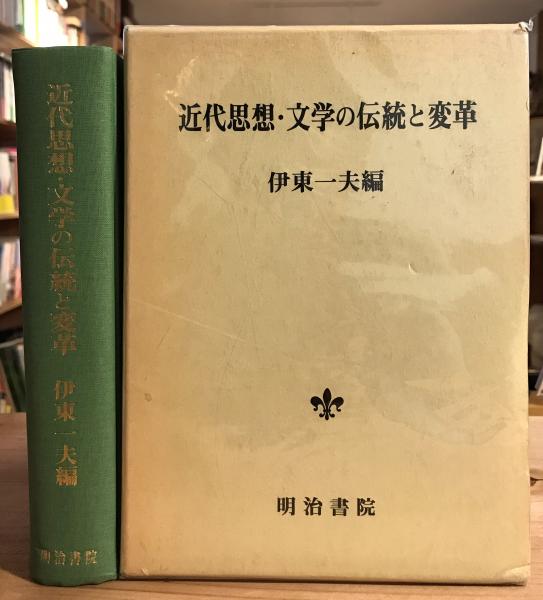 近代思想・文学の伝統と変革
伊東一夫編
明治書院
近代思想・文学の伝統と変革 伊東一夫編
明治書院